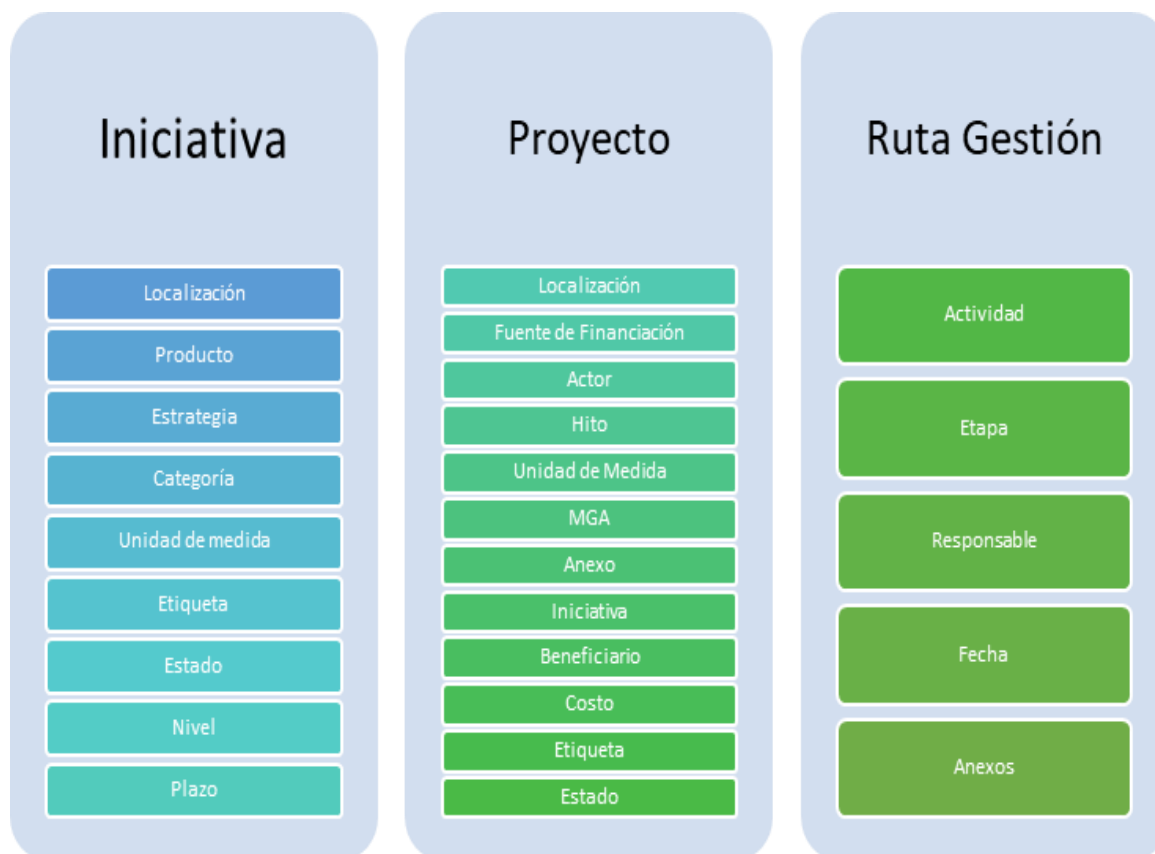 Iniciativa
Localización
Producto
Estrategia
Categoría
Unidad de medida
Etiqueta
Estado
Nivel
Plazo
Proyecto
Localización
Fuente de Financiación
Actor
Hito
Unidad de Medida
MGA
Anexo
Iniciativa
Beneficiario
Costo
Etiqueta
Estado
Ruta Gestión
Actividad
Etapa
Responsable
Fecha
Anexos